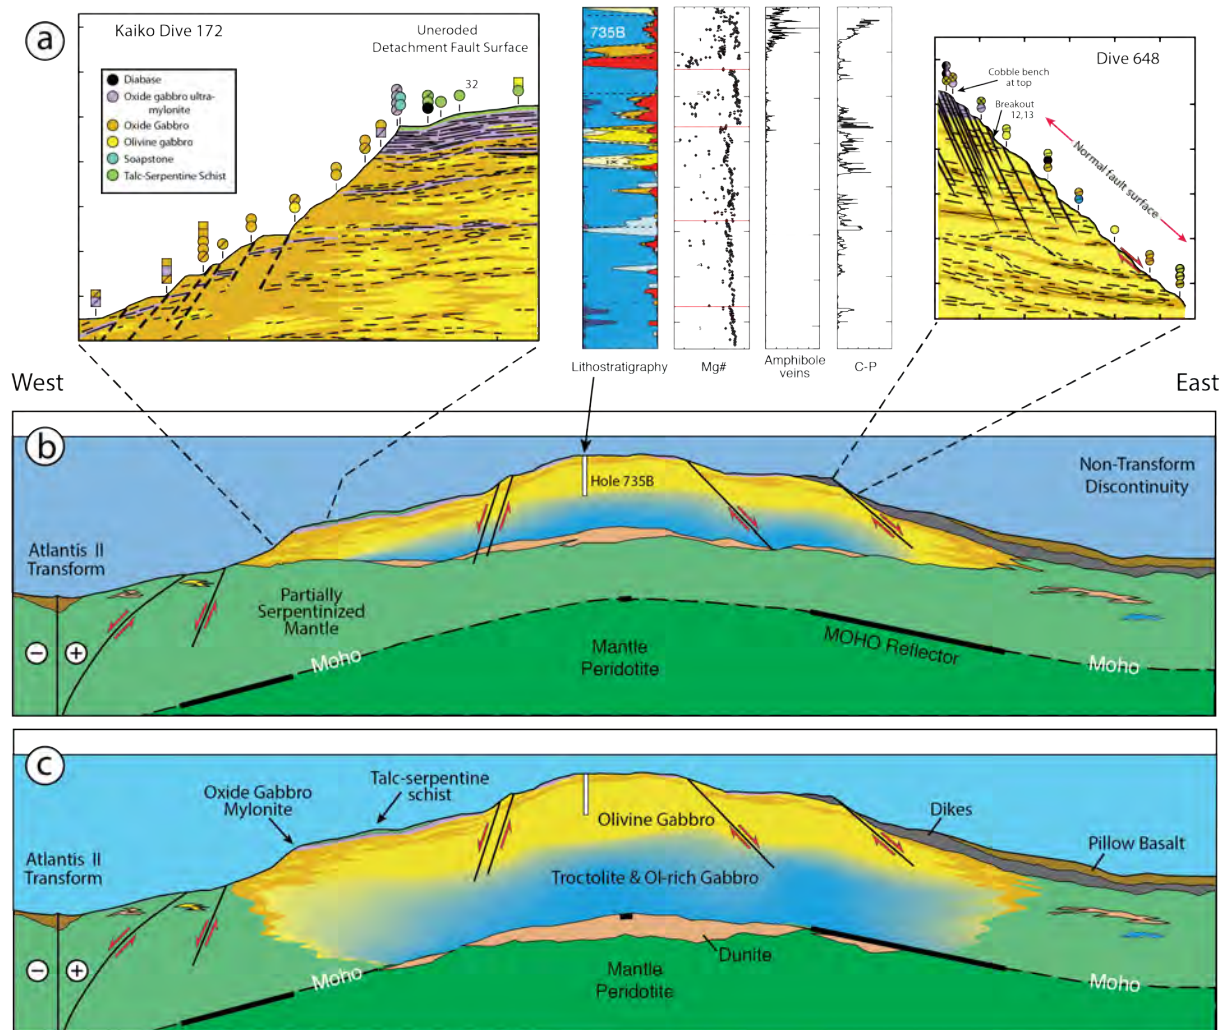 a
Kaiko Dive 172
Uneroded
Detachment Fault Surface
Diabase
Oxide gabbro ultra-
mylonite
Oxide Gabbro
Olivine gabbro
Soapstone
Talc-Serpentine Schist
32
735B
Lithostratigraphy
Mg#
Amphibole
veins
C-P
Dive 648
Cobble bench
at top
Breakout
12,13
Normal fault surface
West
East
b
Hole 735B
Non-Transform
Discontinuity
Atlantis II
Transform
Partially
Serpentinized
Mantle
Moho
Mantle
Peridotite
MOHO Reflector
Moho
− +
c
Oxide Gabbro
Mylonite
Talc-serpentine
schist
Olivine Gabbro
Dikes
Pillow Basalt
Atlantis II
Transform
Troctolite & Ol-rich Gabbro
Dunite
Moho
Mantle
Peridotite
Moho
− +